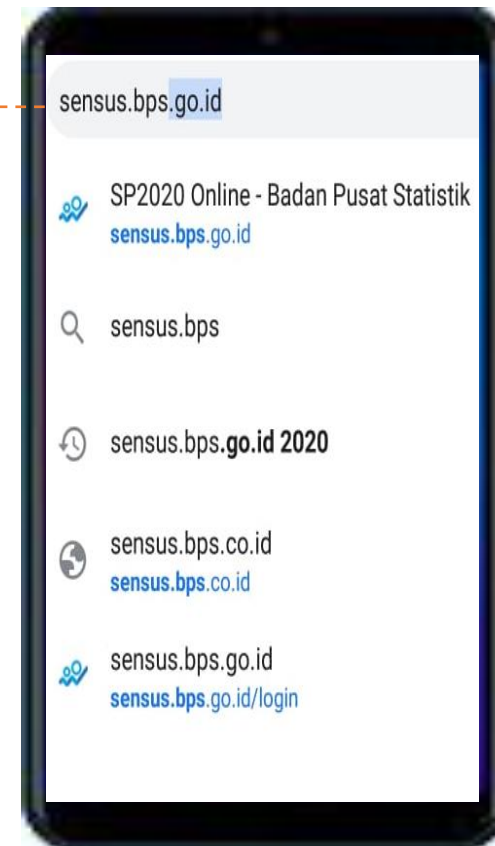 sensus.bps.go.id
SP2020 Online - Badan Pusat Statistik
sensus.bps.go.id
sensus.bps
sensus.bps.go.id 2020
sensus.bps.co.id
sensus.bps.co.id
sensus.bps.go.id
sensus.bps.go.id/login